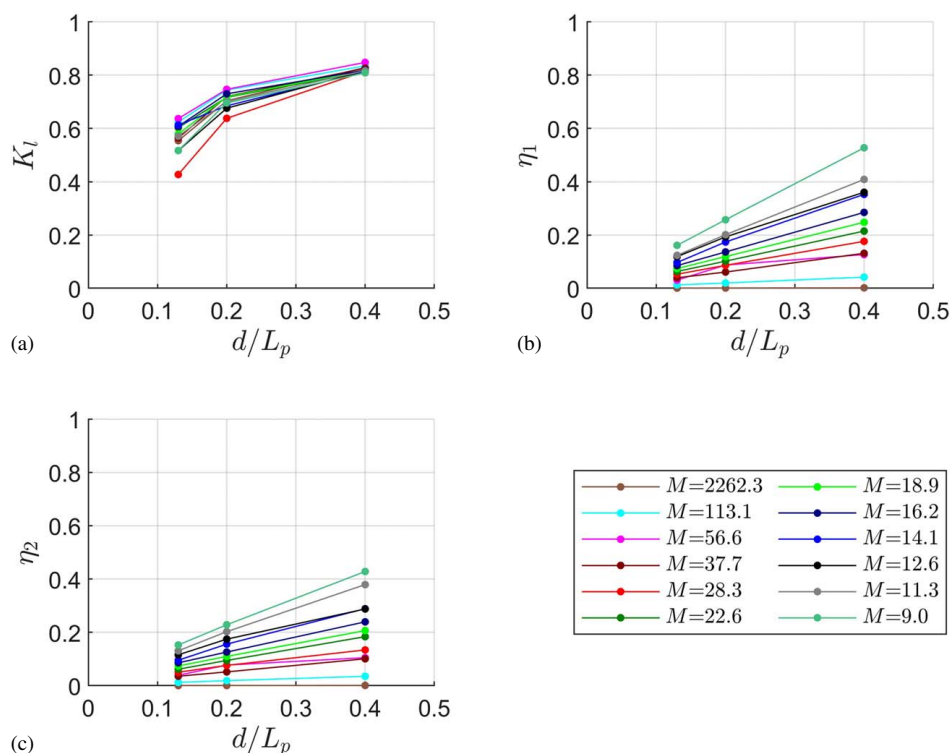 1
0.8
0.6
0.4
0.2
0
K_l
0 0.1 0.2 0.3 0.4 0.5
d/L_p
(a)
1
0.8
0.6
0.4
0.2
0
η_1
0 0.1 0.2 0.3 0.4 0.5
d/L_p
(b)
1
0.8
0.6
0.4
0.2
0
η_2
0 0.1 0.2 0.3 0.4 0.5
d/L_p
(c)
M=2262.3
M=113.1
M=56.6
M=37.7
M=28.3
M=22.6
M=18.9
M=16.2
M=14.1
M=12.6
M=11.3
M=9.0